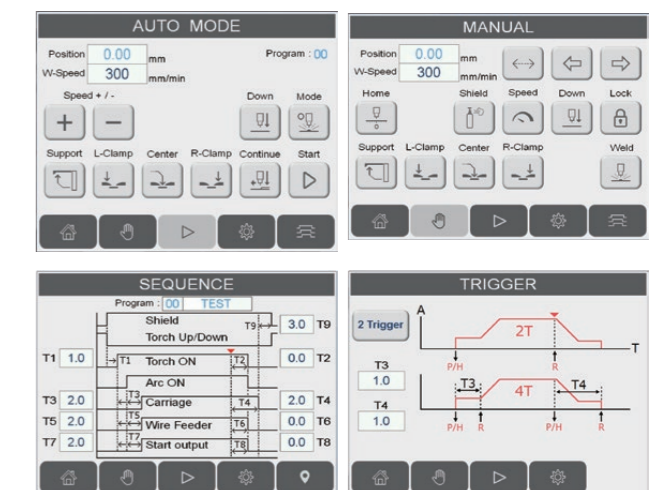 AUTO MODE
Position 0.00 mm Program : 00
W-Speed 300 mm/min
Speed + / - Down Mode
Support L-Clamp Center R-Clamp Continue Start
MANUAL
Position 0.00 mm
W-Speed 300 mm/min
Home Shield Speed Down Lock
Support L-Clamp Center R-Clamp Weld
SEQUENCE
Program : 00 TEST
Shield T9 3.0 T9
Torch Up/Down
T1 1.0 T1 Torch ON T2 0.0 T2
Arc ON
T3 2.0 T3 Carriage T4 2.0 T4
T5 2.0 T5 Wire Feeder T6 0.0 T6
T7 2.0 T7 Start output T8 0.0 T8
TRIGGER
2 Trigger A 2T T
P/H R
T3 1.0 T3 4T T4
T4 1.0
P/H R P/H R